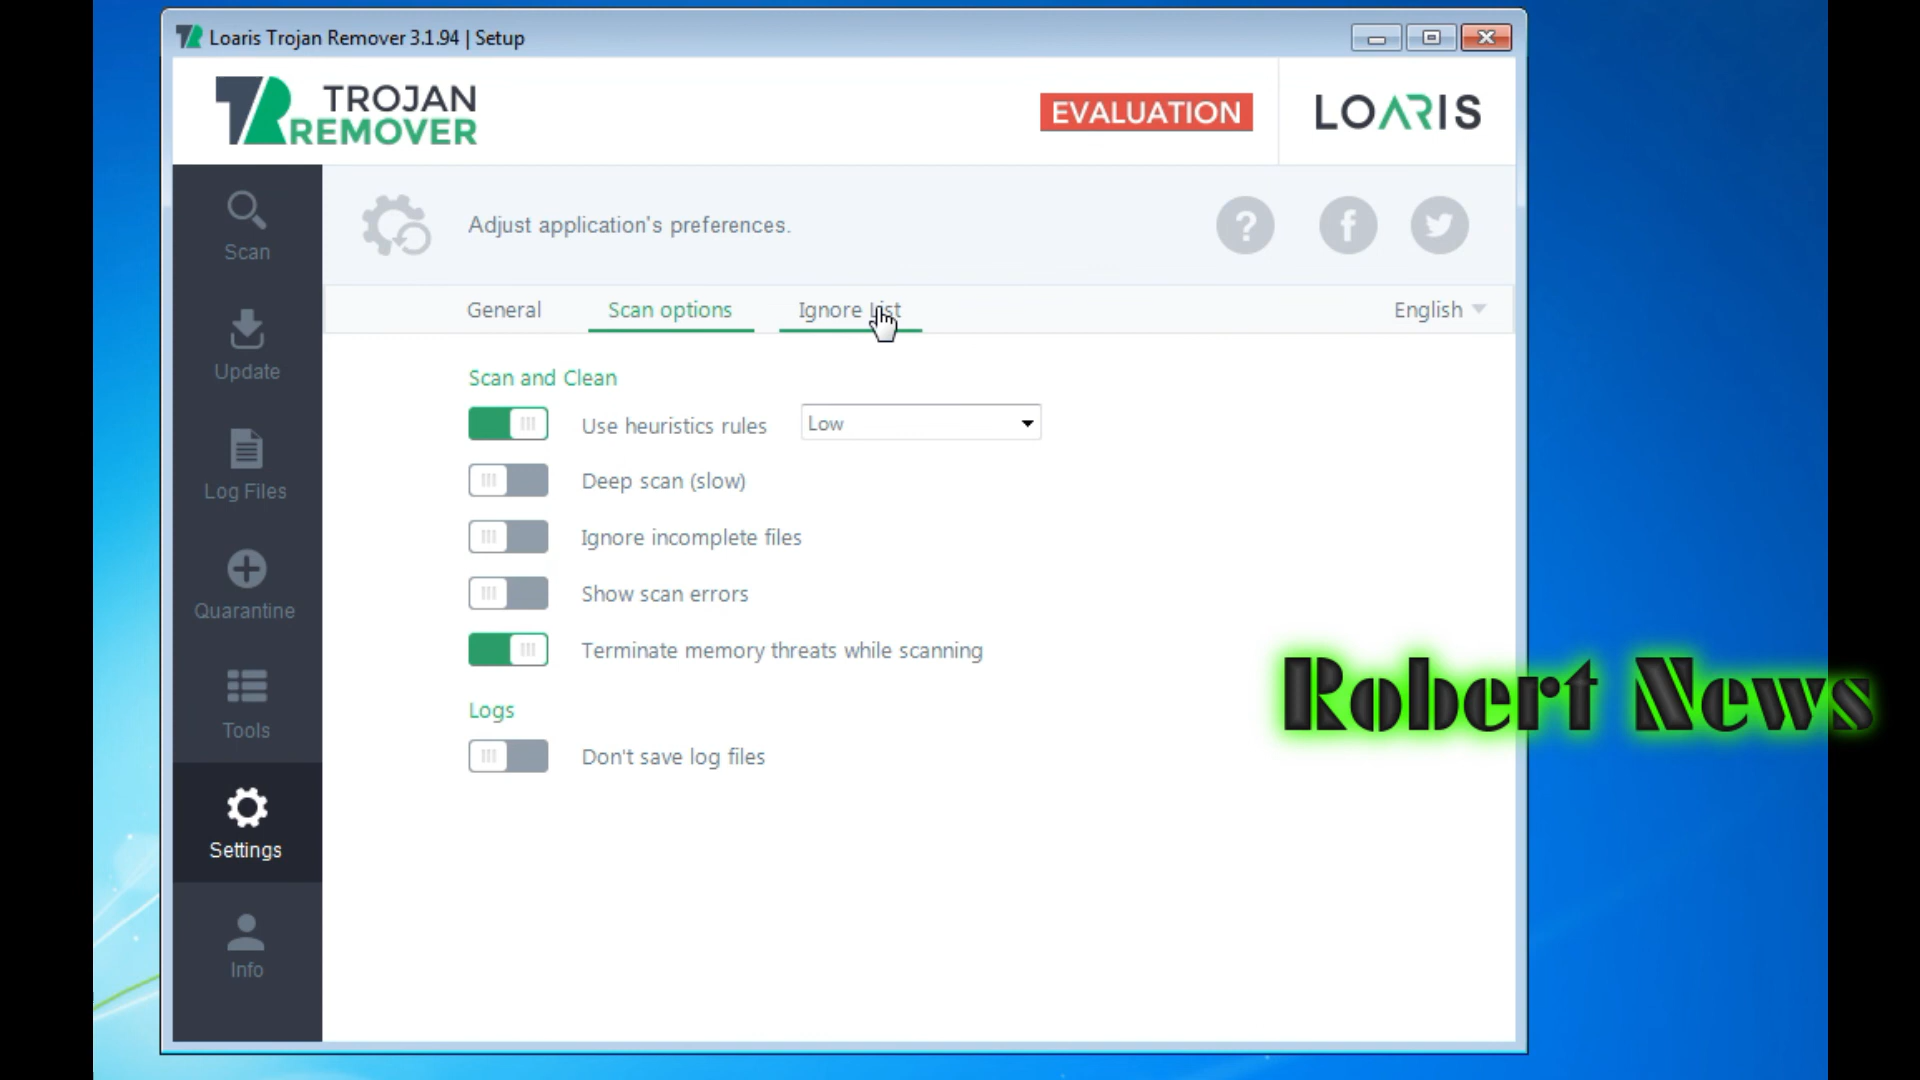 Loaris Trojan Remover 3.1.94 | Setup
TROJAN
REMOVER
EVALUATION
LOARIS
Scan
Update
Log Files
Quarantine
Tools
Settings
Info
Adjust application's preferences.
General
Scan options
Ignore List
English
Scan and Clean
Use heuristics rules
Low
Deep scan (slow)
Ignore incomplete files
Show scan errors
Terminate memory threats while scanning
Logs
Don't save log files
Robert News